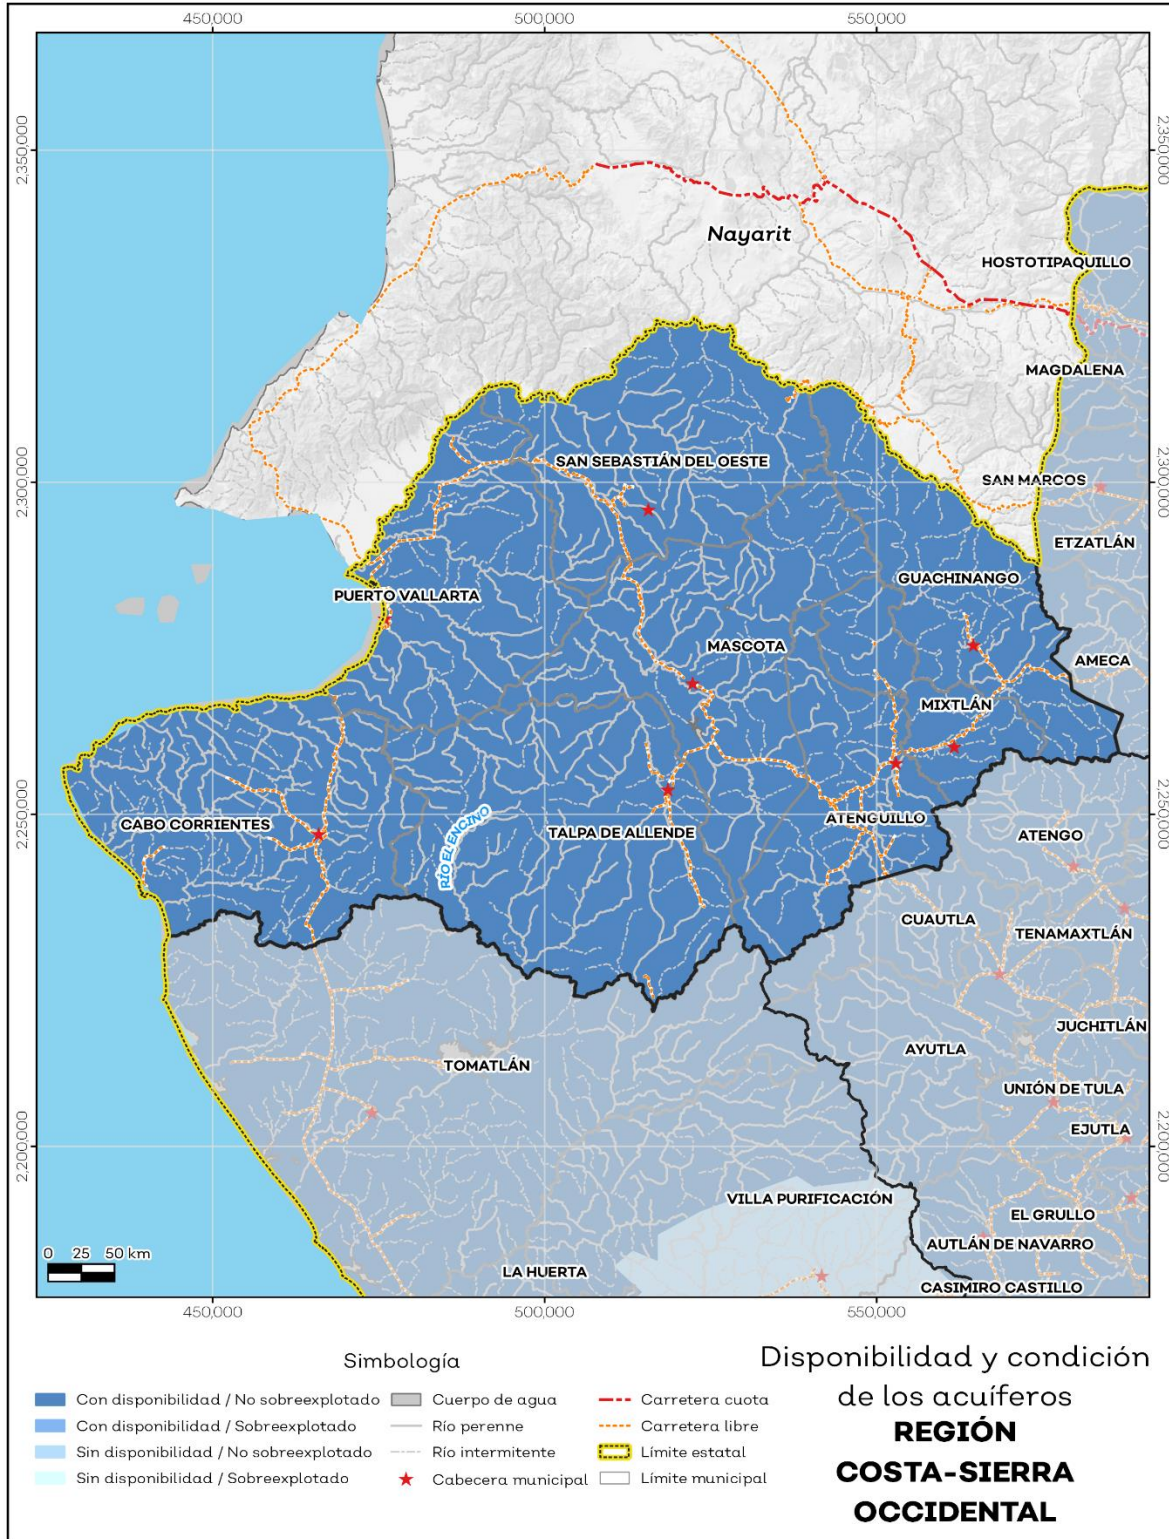 450,000
500,000
550,000
2,350,000
2,350,000
Nayarit
HOSTOTIPAQUILLO
MAGDALENA
SAN SEBASTIÁN DEL OESTE
SAN MARCOS
2,300,000
2,300,000
ETZATLÁN
GUACHINANGO
PUERTO VALLARTA
MASCOTA
AMECA
MIXTLÁN
2,250,000
2,250,000
CABO CORRIENTES
RÍO EL ENCINO
TALPA DE ALLENDE
ATENGUILLO
ATENGO
CUAUTLA
TENAMAXTLÁN
JUCHITLÁN
AYUTLA
TOMATLÁN
UNIÓN DE TULA
EJUTLA
2,200,000
2,200,000
VILLA PURIFICACIÓN
EL GRULLO
AUTLÁN DE NAVARRO
0 25 50 km
LA HUERTA
CASIMIRO CASTILLO
450,000
500,000
550,000
Simbología
Con disponibilidad / No sobreexplotado
Con disponibilidad / Sobreexplotado
Sin disponibilidad / No sobreexplotado
Sin disponibilidad / Sobreexplotado
Cuerpo de agua
Río perenne
Río intermitente
Cabecera municipal
Carretera cuota
Carretera libre
Límite estatal
Límite municipal
Disponibilidad y condición
de los acuíferos
REGIÓN
COSTA-SIERRA
OCCIDENTAL